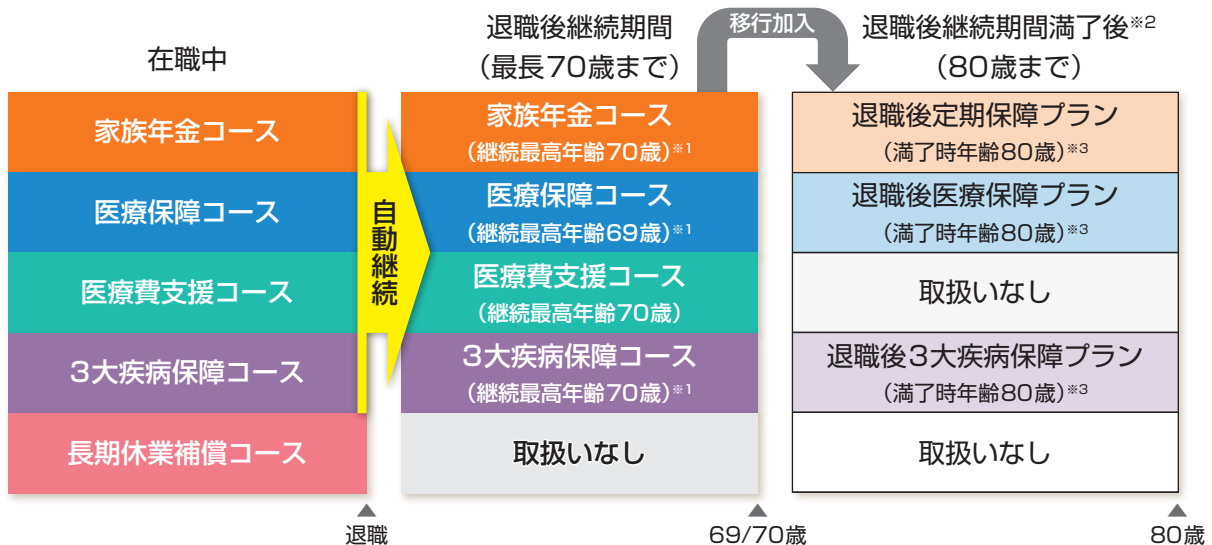 在職中
退職後継続期間
（最長70歳まで）
移行加入
退職後継続期間満了後※2
（80歳まで）
家族年金コース
医療保障コース
医療費支援コース
3大疾病保障コース
長期休業補償コース
自動継続
家族年金コース
（継続最高年齢70歳）※1
医療保障コース
（継続最高年齢69歳）※1
医療費支援コース
（継続最高年齢70歳）
3大疾病保障コース
（継続最高年齢70歳）※1
取扱いなし
退職後定期保障プラン
（満了時年齢80歳）※3
退職後医療保障プラン
（満了時年齢80歳）※3
取扱いなし
退職後3大疾病保障プラン
（満了時年齢80歳）※3
取扱いなし
退職
69/70歳
80歳